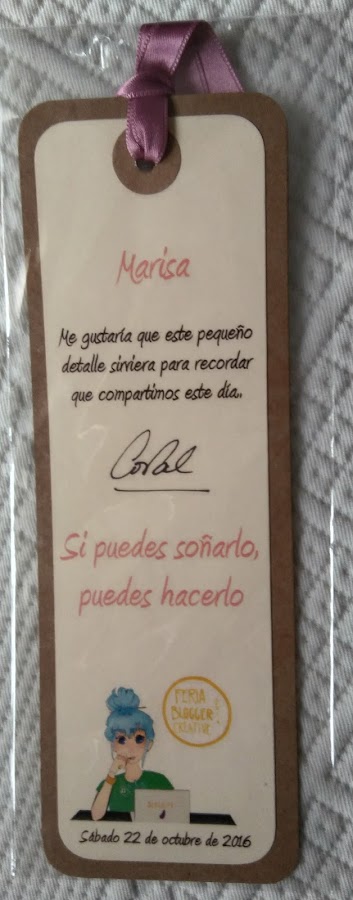 Marisa
Me gustaría que este pequeño
detalle sirviera para recordar
que compartimos este día..
Coral
Si puedes soñarlo,
puedes hacerlo
FERIA
BLOGGER
CREATIVE
Sábado 22 de octubre de 2016